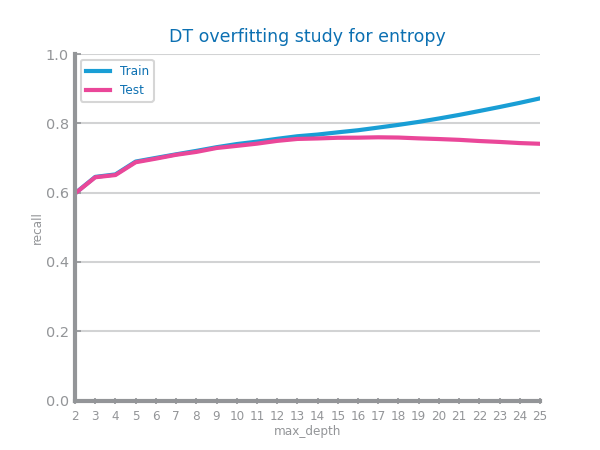 DT overfitting study for entropy
1.0
0.8
0.6
0.4
0.2
0.0
recall
Train
Test
2 3 4 5 6 7 8 9 10 11 12 13 14 15 16 17 18 19 20 21 22 23 24 25
max_depth